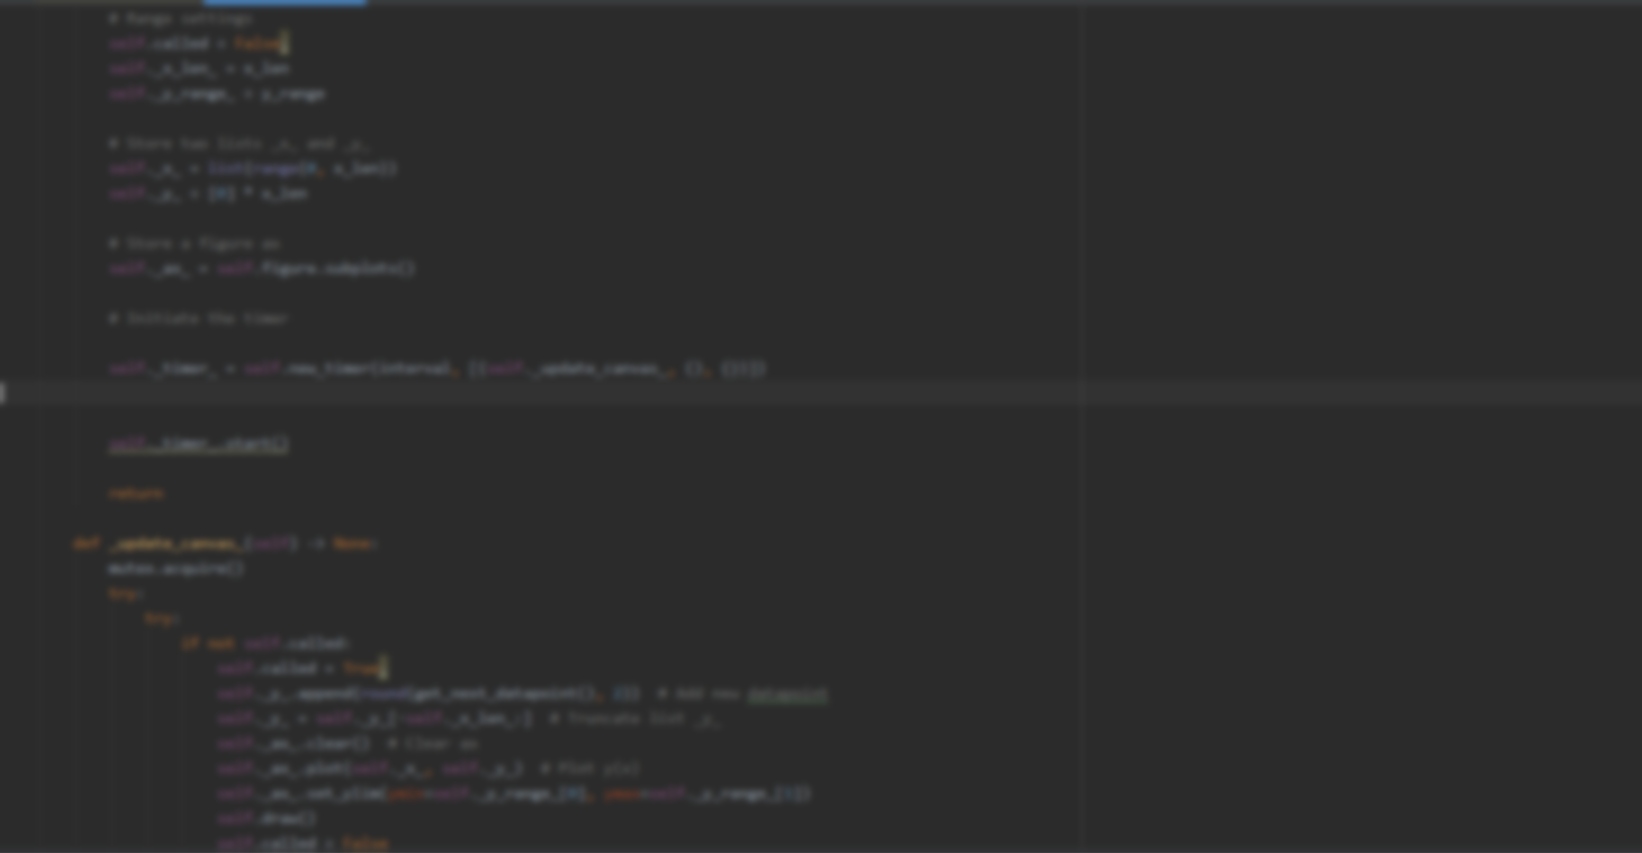 # Range settings
self.called = False;
self._x_len_ = x_len
self._y_range_ = y_range
# Store two lists _x_ and _y_
self._x_ = list(range(0, x_len))
self._y_ = [0] * x_len
# Store a figure ax
self._ax_ = self.figure.subplots()
# Initiate the timer
self._timer_ = self.new_timer(interval, [(self._update_canvas_, (), {})])
self._timer_.start()
return
def _update_canvas_(self) -> None:
mutex.acquire()
try:
try:
if not self.called:
self.called = True;
self._y_.append(round(get_next_datapoint(), 2)) # Add new datapoint
self._y_ = self._y_[-self._x_len_:] # Truncate list _y_
self._ax_.clear() # Clear ax
self._ax_.plot(self._x_, self._y_) # Plot y(x)
self._ax_.set_ylim(ymin=self._y_range_[0], ymax=self._y_range_[1])
self.draw()
self.called = False